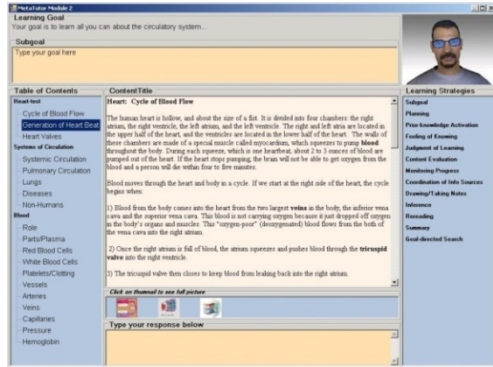 MetaTutor Module 2
Learning Goal
Your goal is to learn all you can about the circulatory system...
Subgoal
Type your goal here
Table of Contents
Heart-text
Cycle of Blood Flow
Generation of Heart Beat
Heart Valves
Systems of Circulation
Systemic Circulation
Pulmonary Circulation
Lungs
Diseases
Non-Humans
Blood
Role
Parts/Plasma
Red Blood Cells
White Blood Cells
Platelets/Clotting
Vessels
Arteries
Veins
Capillaries
Pressure
Hemoglobin
ContentTitle
Heart: Cycle of Blood Flow
The human heart is hollow, and about the size of a fist. It is divided into four chambers: the right
atrium, the right ventricle, the left atrium, and the left ventricle. The right and left atria are located in
the upper half of the heart, and the ventricles are located in the lower half of the heart. The walls of
these chambers are made of a special muscle called myocardium, which squeezes to pump blood
throughout the body. During each squeeze, which is one heartbeat, about 2 to 3 ounces of blood are
pumped out of the heart. If the heart stops pumping, the brain will not be able to get oxygen from the
blood and a person will die within four to five minutes.
Blood moves through the heart and body in a cycle. If we start at the right side of the heart, the cycle
begins when:
1) Blood from the body comes into the heart from the two largest veins in the body, the inferior vena
cava and the superior vena cava. This blood is not carrying oxygen because it just dropped off oxygen
in the body's organs and muscles. This "oxygen-poor" (deoxygenated) blood flows from the both of
the vena cava into the right atrium.
2) Once the right atrium is full of blood, the atrium squeezes and pushes blood through the tricuspid
valve into the right ventricle.
3) The tricuspid valve then closes to keep blood from leaking back into the right atrium.
Click on thumnail to see full picture
Type your response below
Learning Strategies
Subgoal
Planning
Prior-knowledge Activation
Feeling of Knowing
Judgment of Learning
Content Evaluation
Monitoring Progress
Coordination of Info Sources
Drawing/Taking Notes
Inference
Rereading
Summary
Goal-directed Search